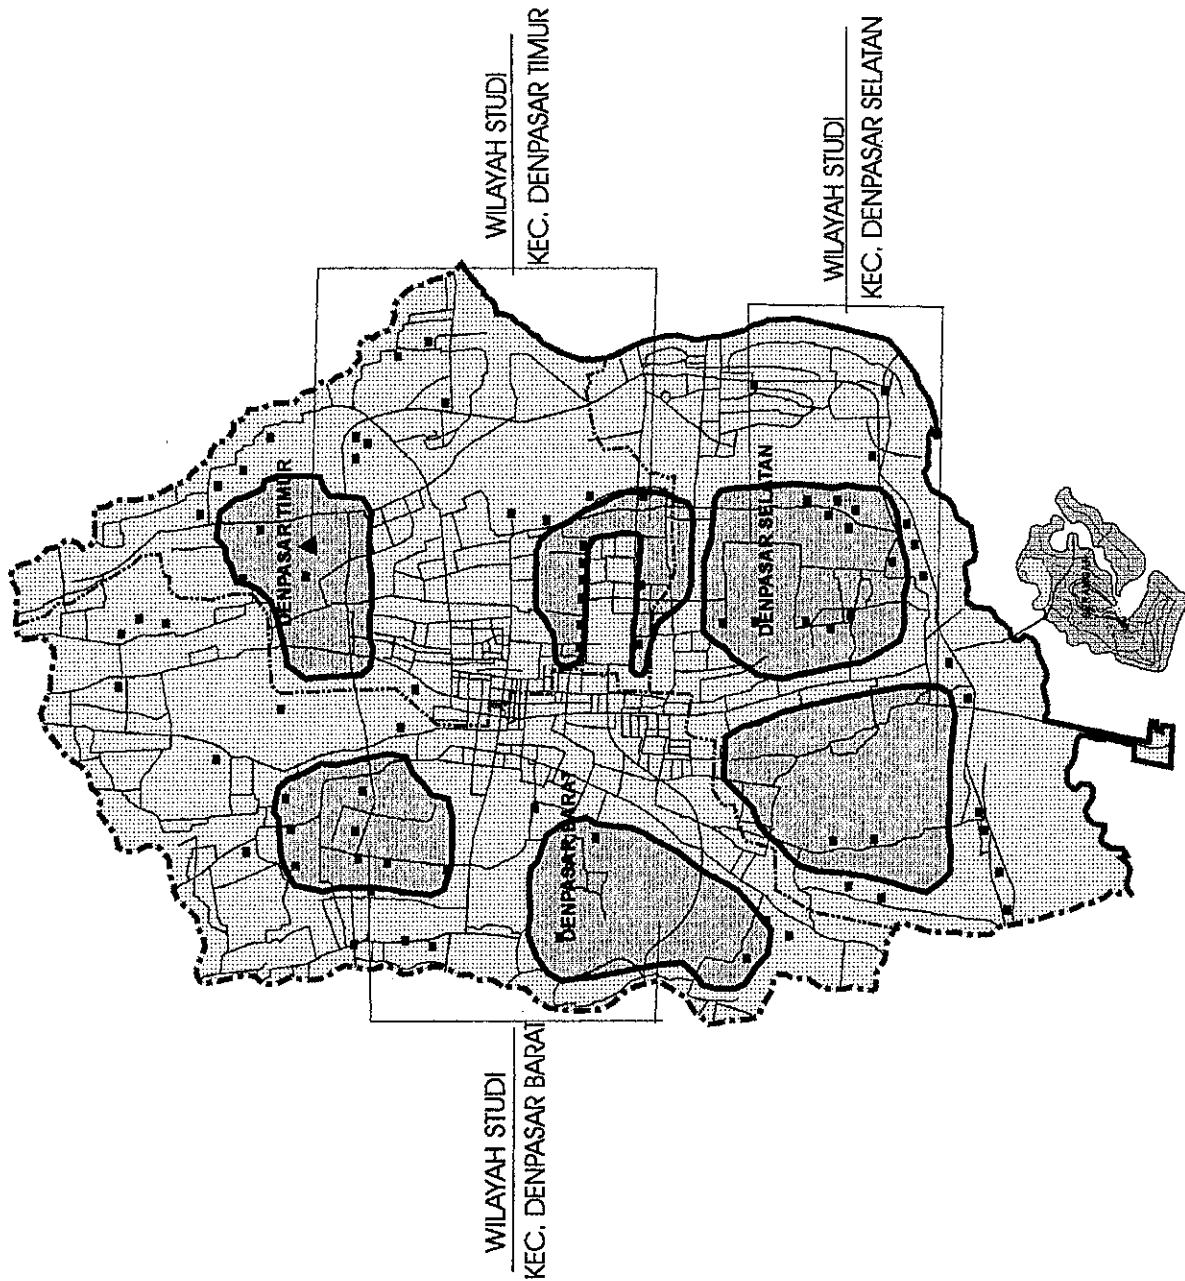 WILAYAH STUDI
KEC. DENPASAR BARAT
WILAYAH STUDI
KEC. DENPASAR TIMUR
WILAYAH STUDI
KEC. DENPASAR SELATAN
DENPASAR TIMUR
DENPASAR BARAT
DENPASAR SELATAN